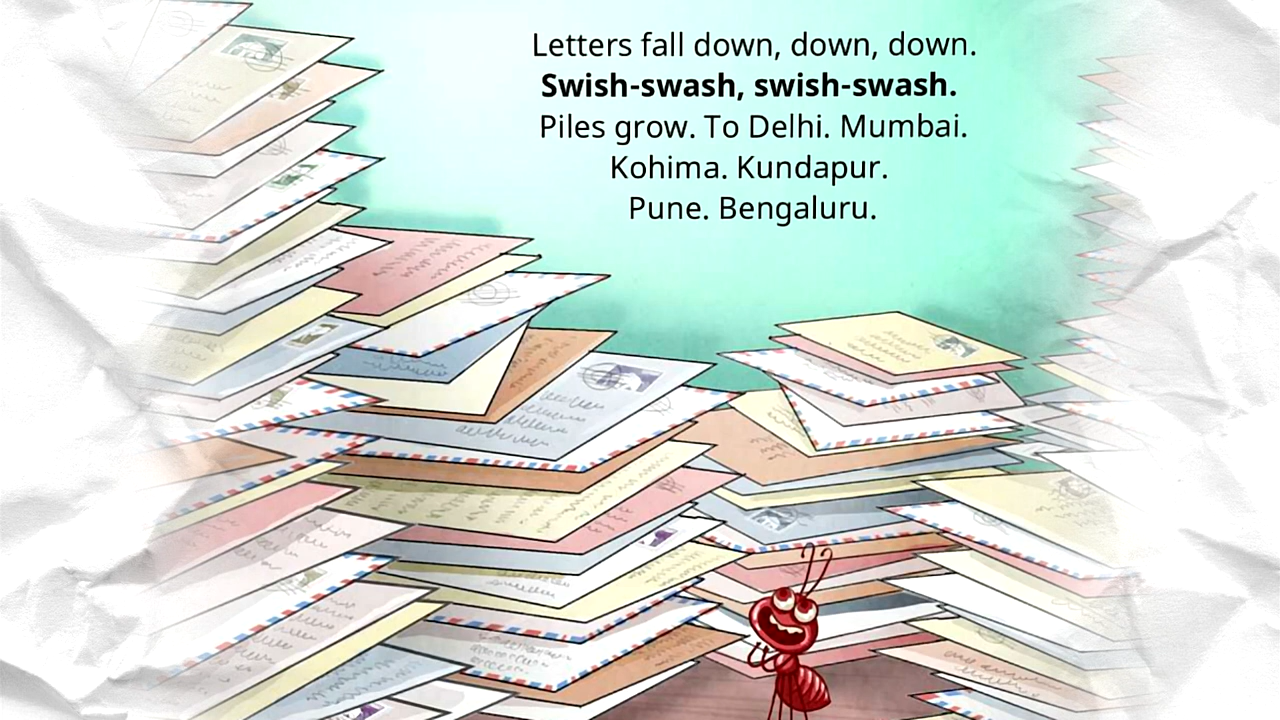 Letters fall down, down, down.
Swish-swash, swish-swash.
Piles grow. To Delhi. Mumbai.
Kohima. Kundapur.
Pune. Bengaluru.